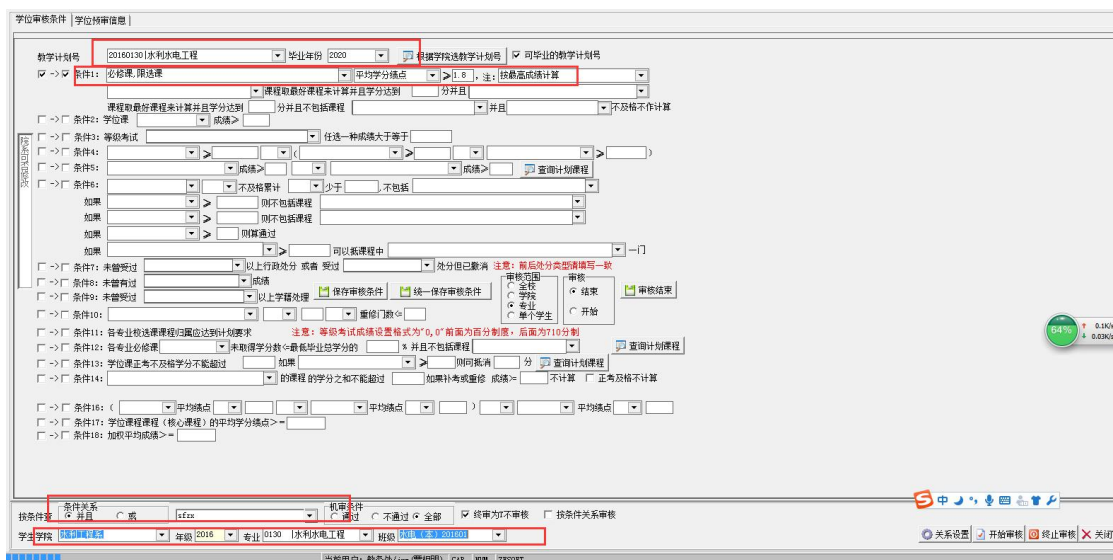 学位审核条件 学位预审信息
教学计划号 20160130|水利水电工程 毕业年份 2020 根据学院选教学计划号 可毕业的教学计划号
-> 条件1: 必修课,限选课 平均学分绩点 ≥ 1.8 , 注: 按最高成绩计算
课程取最好课程来计算并且学分达到 分并且
课程取最好课程来计算并且学分达到 分并且不包括课程 并且 不及格不作计算
-> 条件2: 学位课 成绩≥
-> 条件3: 等级考试 任选一种成绩大于等于
-> 条件4: ≥ ( ≥ ≥ )
-> 条件5: 成绩≥ 成绩≥ 查询计划课程
-> 条件6: 不及格累计 少于 ,不包括
如果 ≥ 则不包括课程
如果 ≥ 则不包括课程
如果 ≥ 则算通过
如果 ≥ 可以抵课程中 一门
-> 条件7: 未曾受过 以上行政处分 或者 受过 处分但已撤消 注意: 前后处分类型请填写一致
-> 条件8: 未曾有过 成绩
-> 条件9: 未曾受过 以上学籍处理 保存审核条件 统一保存审核条件
审核范围 全校 学院 专业 单个学生
审核 结束 开始
审核结束
-> 条件10: 重修门数<=
-> 条件11: 各专业校选课课程归属应达到计划要求 注意: 等级考试成绩设置格式为"0,0"前面为百分制度, 后面为710分制
-> 条件12: 各专业必修课 未取得学分数<=最低毕业总学分的 % 并且不包括课程 查询计划课程
-> 条件13: 学位课正考不及格学分不能超过 如果 ≥ 则可抵消 分 查询计划课程
-> 条件14: 的课程 的学分之和不能超过 如果补考或重修 成绩>= 不计算 正考及格不计算
-> 条件16: ( 平均绩点 平均绩点 ) 平均绩点
-> 条件17: 学位课程课程(核心课程)的平均学分绩点>=
-> 条件18: 加权平均成绩>=
64% 0.1K/s
0.03K/s
中
条件关系 机审条件
按条件查 并且 或 sfzx 通过 不通过 全部 终审为T不审核 按条件关系审核
学生学院 水利工程系 年级 2016 专业 0130 |水利水电工程 班级 水电(本)201601 关系设置 开始审核 终止审核 关闭
CAP NUM